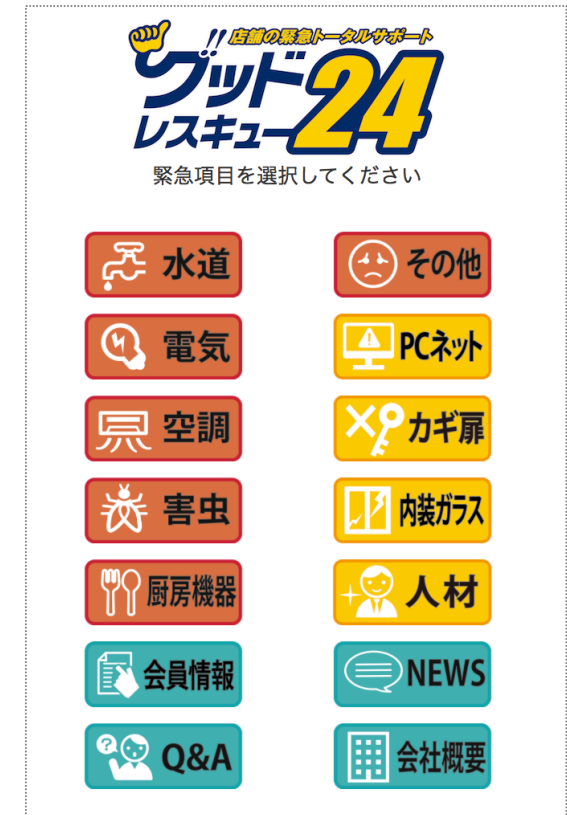 !! 店舗の緊急トータルサポート
グッド
レスキュー24
緊急項目を選択してください
水道
その他
電気
PCネット
空調
カギ扉
害虫
内装ガラス
厨房機器
人材
会員情報
NEWS
Q&A
会社概要